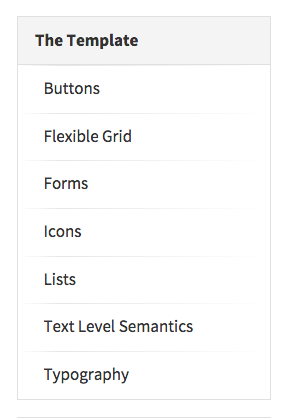 The Template
Buttons
Flexible Grid
Forms
Icons
Lists
Text Level Semantics
Typography